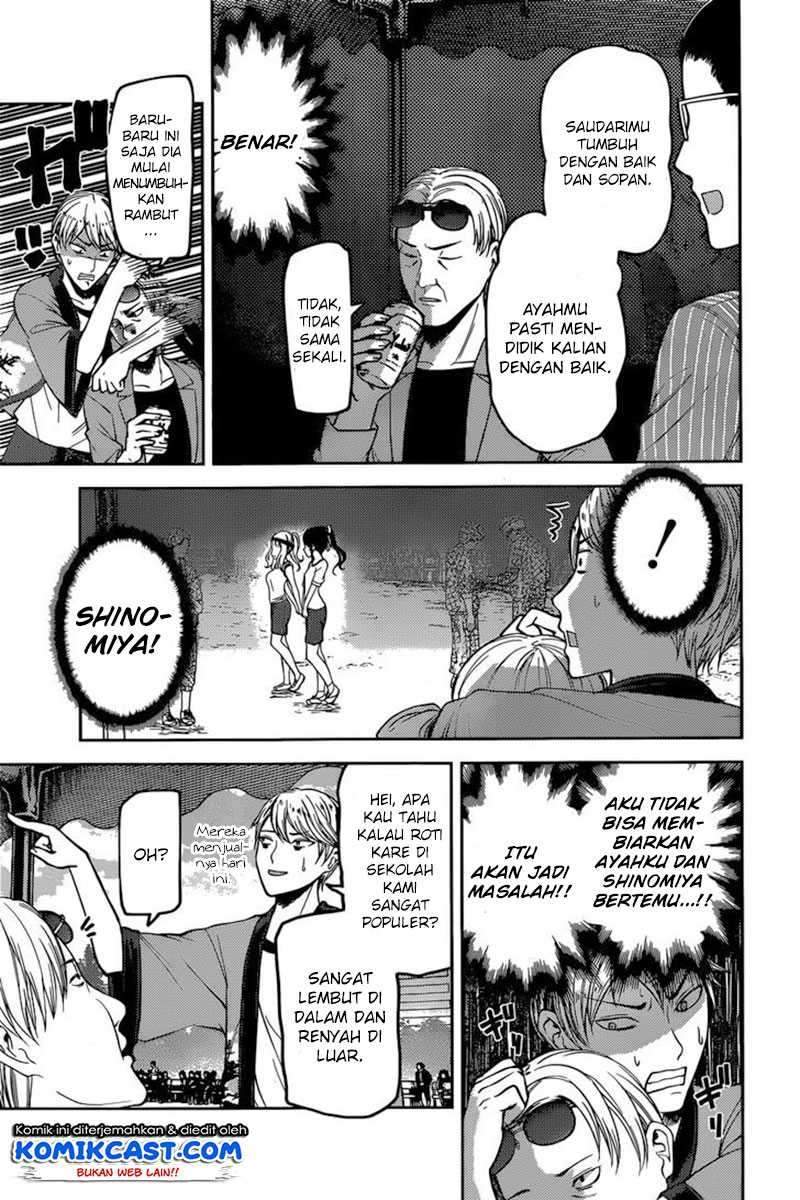 SAUDARIMU
TUMBUH
DENGAN BAIK
DAN SOPAN.
AYAHMU
PASTI MEN-
DIDIK KALIAN
DENGAN BAIK.
BENAR!
TIDAK,
TIDAK
SAMA
SEKALI.
BARU-
BARU INI
SAJA DIA
MULAI
MENUMBUH-
KAN
RAMBUT
...
!
SHINO-
MIYA!
AKU TIDAK
BISA MEM-
BIARKAN
AYAHKU DAN
SHINOMIYA
BERTEMU...!!
ITU
AKAN JADI
MASALAH!!
HEI, APA
KAU TAHU
KALAU ROTI
KARE DI
SEKOLAH
KAMI
SANGAT
POPULER?
SANGAT
LEMBUT DI
DALAM DAN
RENYAH DI
LUAR.
Mereka
menjual-
nya hari
ini.
OH?
Komik ini diterjemahkan & diedit oleh
KOMIKCAST.COM
BUKAN WEB LAIN!!